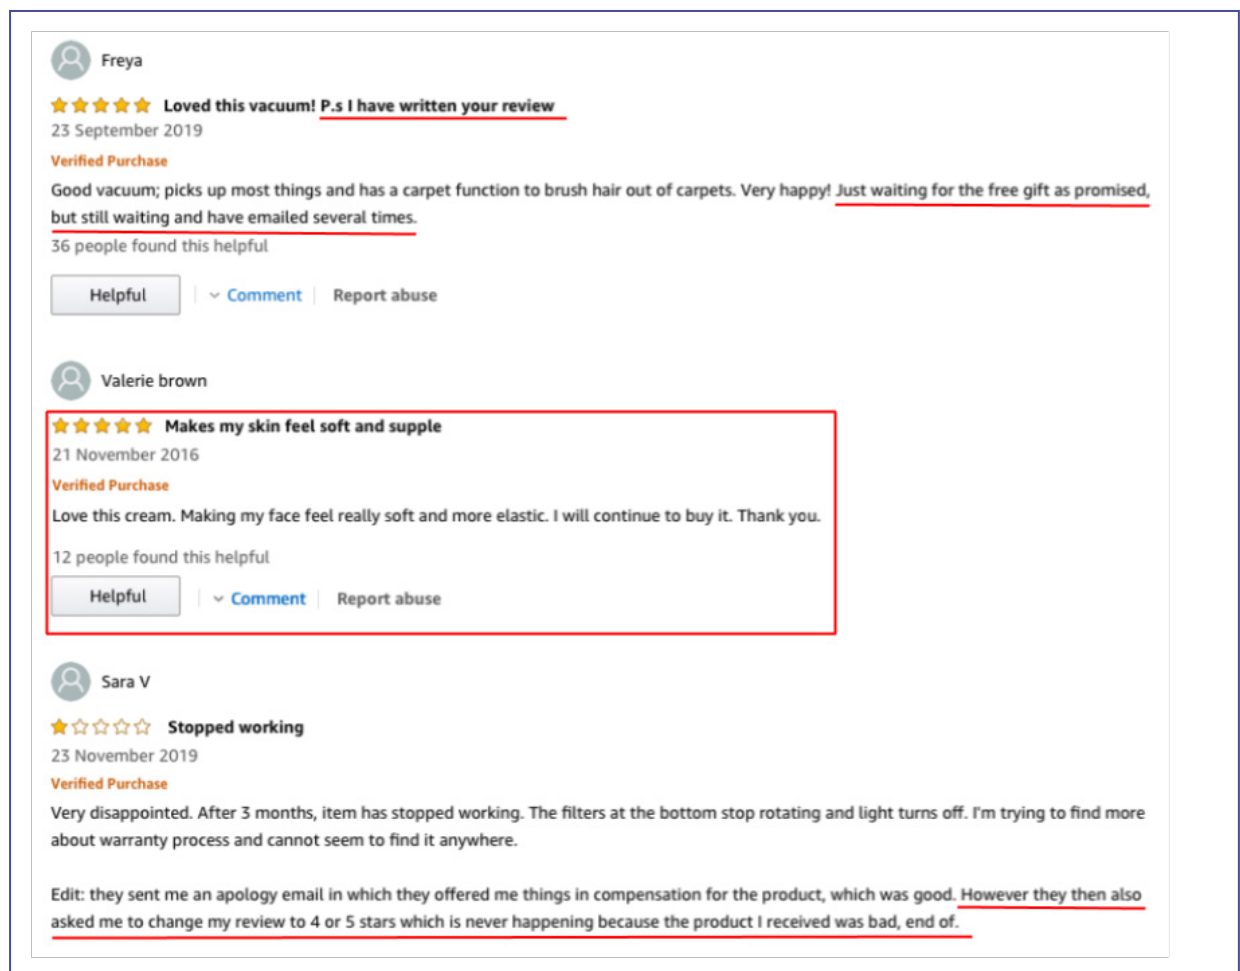 Freya
Loved this vacuum! P.s I have written your review
23 September 2019
Verified Purchase
Good vacuum; picks up most things and has a carpet function to brush hair out of carpets. Very happy! Just waiting for the free gift as promised,
but still waiting and have emailed several times.
36 people found this helpful
Helpful Comment Report abuse
Valerie brown
Makes my skin feel soft and supple
21 November 2016
Verified Purchase
Love this cream. Making my face feel really soft and more elastic. I will continue to buy it. Thank you.
12 people found this helpful
Helpful Comment Report abuse
Sara V
Stopped working
23 November 2019
Verified Purchase
Very disappointed. After 3 months, item has stopped working. The filters at the bottom stop rotating and light turns off. I'm trying to find more
about warranty process and cannot seem to find it anywhere.
Edit: they sent me an apology email in which they offered me things in compensation for the product, which was good. However they then also
asked me to change my review to 4 or 5 stars which is never happening because the product I received was bad, end of.